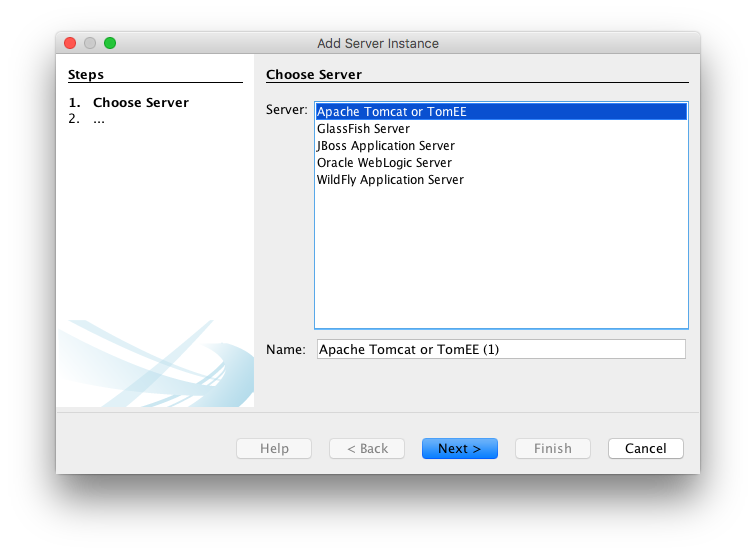 Add Server Instance
Steps
1. Choose Server
2. ...
Choose Server
Server:
Apache Tomcat or TomEE
GlassFish Server
JBoss Application Server
Oracle WebLogic Server
WildFly Application Server
Name: Apache Tomcat or TomEE (1)
Help < Back Next > Finish Cancel